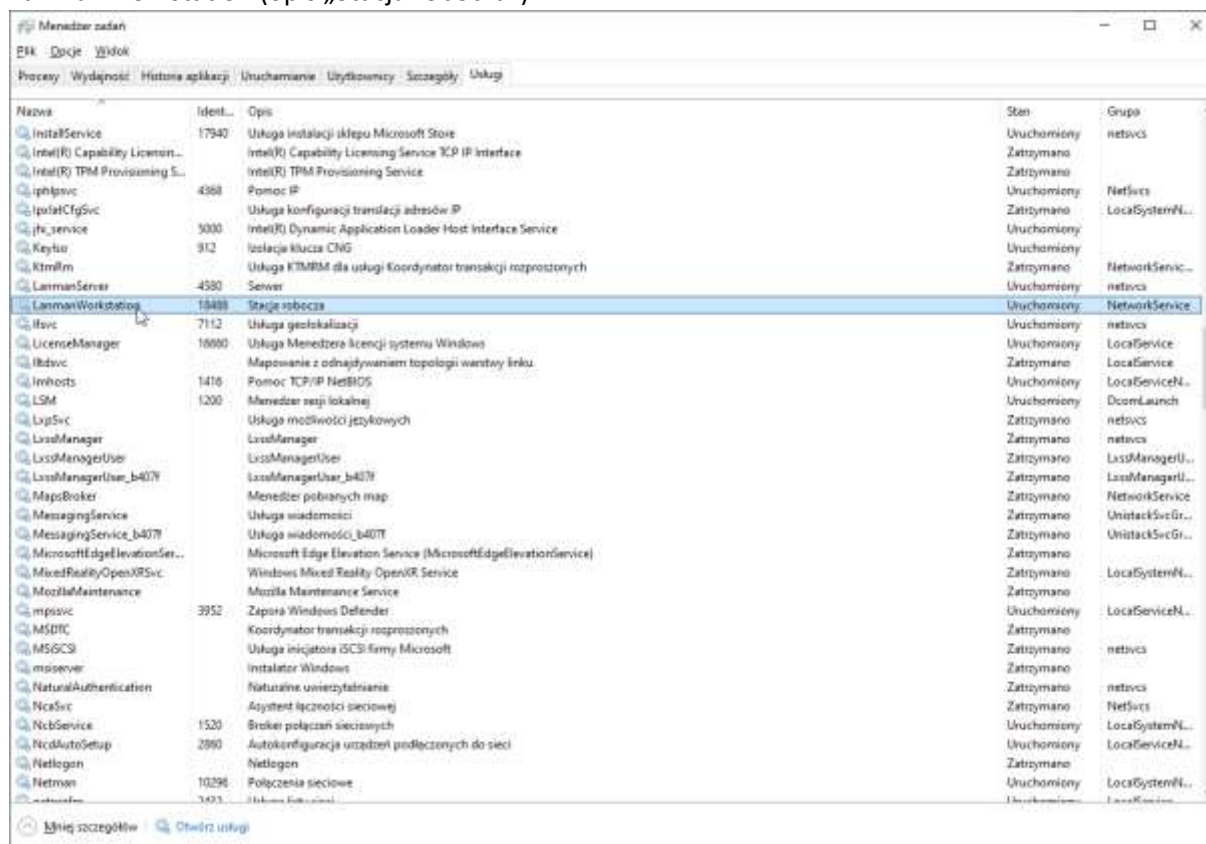 Menedżer zadań
Plik Opcje Widok
Procesy Wydajność Historia aplikacji Uruchamianie Użytkownicy Szczegóły Usługi
Nazwa Ident... Opis Stan Grupa
InstallService 17940 Usługa instalacji sklepu Microsoft Store Uruchomiony netsvcs
Intel(R) Capability Licensin... Intel(R) Capability Licensing Service TCP IP Interface Zatrzymano
Intel(R) TPM Provisioning S... Intel(R) TPM Provisioning Service Zatrzymano
iphlpsvc 4368 Pomoc IP Uruchomiony NetSvcs
IpxlatCfgSvc Usługa konfiguracji translacji adresów IP Zatrzymano LocalSystemN...
jhi_service 5000 Intel(R) Dynamic Application Loader Host Interface Service Uruchomiony
KeyIso 912 Izolacja klucza CNG Uruchomiony
KtmRm Usługa KTMRM dla usługi Koordynator transakcji rozproszonych Zatrzymano NetworkServic...
LanmanServer 4580 Serwer Uruchomiony netsvcs
LanmanWorkstation 18488 Stacja robocza Uruchomiony NetworkService
lfsvc 7112 Usługa geolokalizacji Uruchomiony netsvcs
LicenseManager Usługa Menedżera licencji systemu Windows Uruchomiony LocalService
lltdsvc Mapowanie z odnajdywaniem topologii warstwy linku Zatrzymano LocalService
lmhosts 1416 Pomoc TCP/IP NetBIOS Uruchomiony LocalServiceN...
LSM 1200 Menedżer sesji lokalnej Uruchomiony DcomLaunch
LxpSvc Usługa możliwości językowych Zatrzymano netsvcs
LxssManager LxssManager Zatrzymano netsvcs
LxssManagerUser LxssManagerUser Zatrzymano LxssManagerU...
LxssManagerUser_b407f LxssManagerUser_b407f Zatrzymano LxssManagerU...
MapsBroker Menedżer pobranych map Zatrzymano NetworkService
MessagingService Usługa wiadomości Zatrzymano UnistackSvcGr...
MessagingService_b407f Usługa wiadomości_b407f Zatrzymano UnistackSvcGr...
MicrosoftEdgeElevationSer... Microsoft Edge Elevation Service (MicrosoftEdgeElevationService) Zatrzymano
MixedRealityOpenXRSvc Windows Mixed Reality OpenXR Service Zatrzymano LocalSystemN...
MozillaMaintenance Mozilla Maintenance Service Zatrzymano
mpssvc 3952 Zapora Windows Defender Uruchomiony LocalServiceN...
MSDTC Koordynator transakcji rozproszonych Zatrzymano
MSiSCSI Usługa inicjatora iSCSI firmy Microsoft Zatrzymano netsvcs
msiserver Instalator Windows Zatrzymano
NaturalAuthentication Naturalne uwierzytelnianie Zatrzymano netsvcs
NcaSvc Asystent łączności sieciowej Zatrzymano NetSvcs
NcbService 1520 Broker połączeń sieciowych Uruchomiony LocalSystemN...
NcdAutoSetup 2860 Autokonfiguracja urządzeń podłączonych do sieci Uruchomiony LocalServiceN...
Netlogon Netlogon Zatrzymano
Netman 10296 Połączenia sieciowe Uruchomiony LocalSystemN...
Mniej szczegółów Otwórz usługi